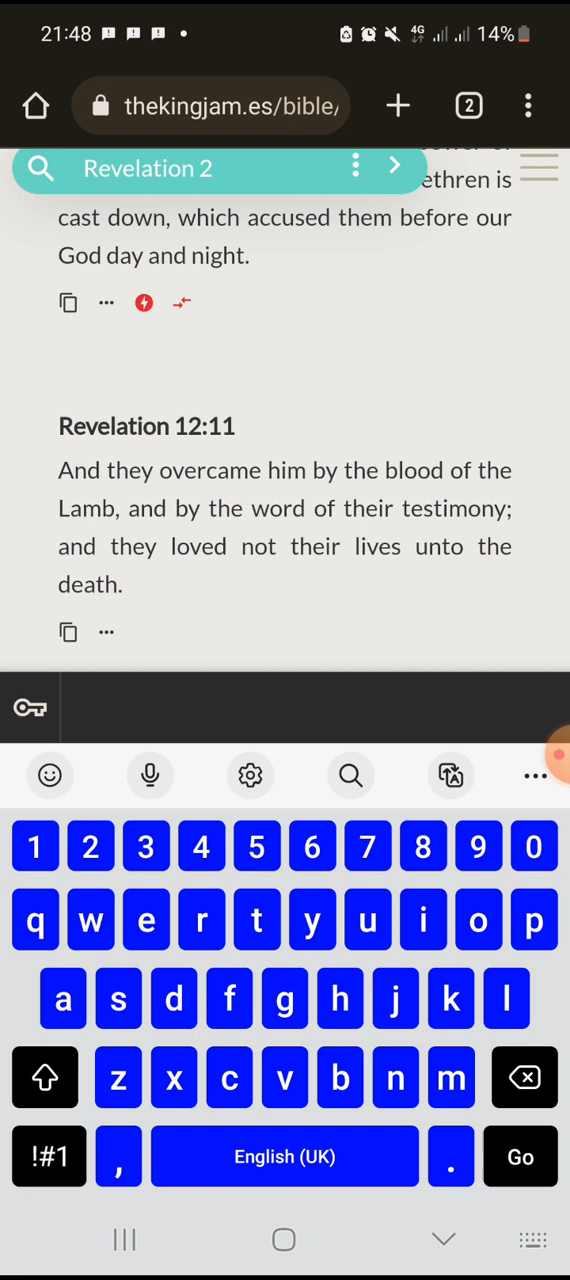 21:48 4G 14%
thekingjam.es/bible/ 2
Revelation 2
ethren is
cast down, which accused them before our
God day and night.
Revelation 12:11
And they overcame him by the blood of the
Lamb, and by the word of their testimony;
and they loved not their lives unto the
death.
1 2 3 4 5 6 7 8 9 0
q w e r t y u i o p
a s d f g h j k l
z x c v b n m
!#1 , English (UK) . Go